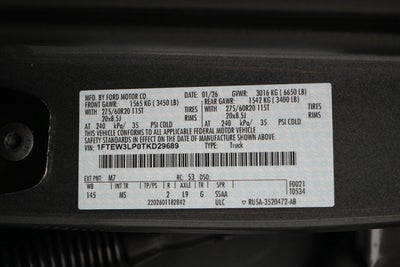 MFD. BY FORD MOTOR CO. 01/26 GVWR: 3016 KG (6650 LB)
FRONT GAWR: 1565 KG (3450 LB) REAR GAWR: 1542 KG (3400 LB)
WITH WITH
275/60R20 115T TIRES 275/60R20 115T TIRES
20x8.5J RIMS 20x8.5J RIMS
AT 240 kPa/ 35 PSI COLD AT 240 kPa/ 35 PSI COLD
THIS VEHICLE CONFORMS TO ALL APPLICABLE FEDERAL MOTOR VEHICLE
SAFETY STANDARDS IN EFFECT ON THE DATE OF MANUFACTURE SHOWN ABOVE.
VIN: 1FTEW3LP0TKD29689 TYPE: Truck
EXT PNT: M7 RC: 53 DSO:
WB INT TR TP/PS R AXLE TR SPR F0021
145 MS 2 L9 G 5SAA T0534
2202601182842 ULC RU5A-3520472-AB